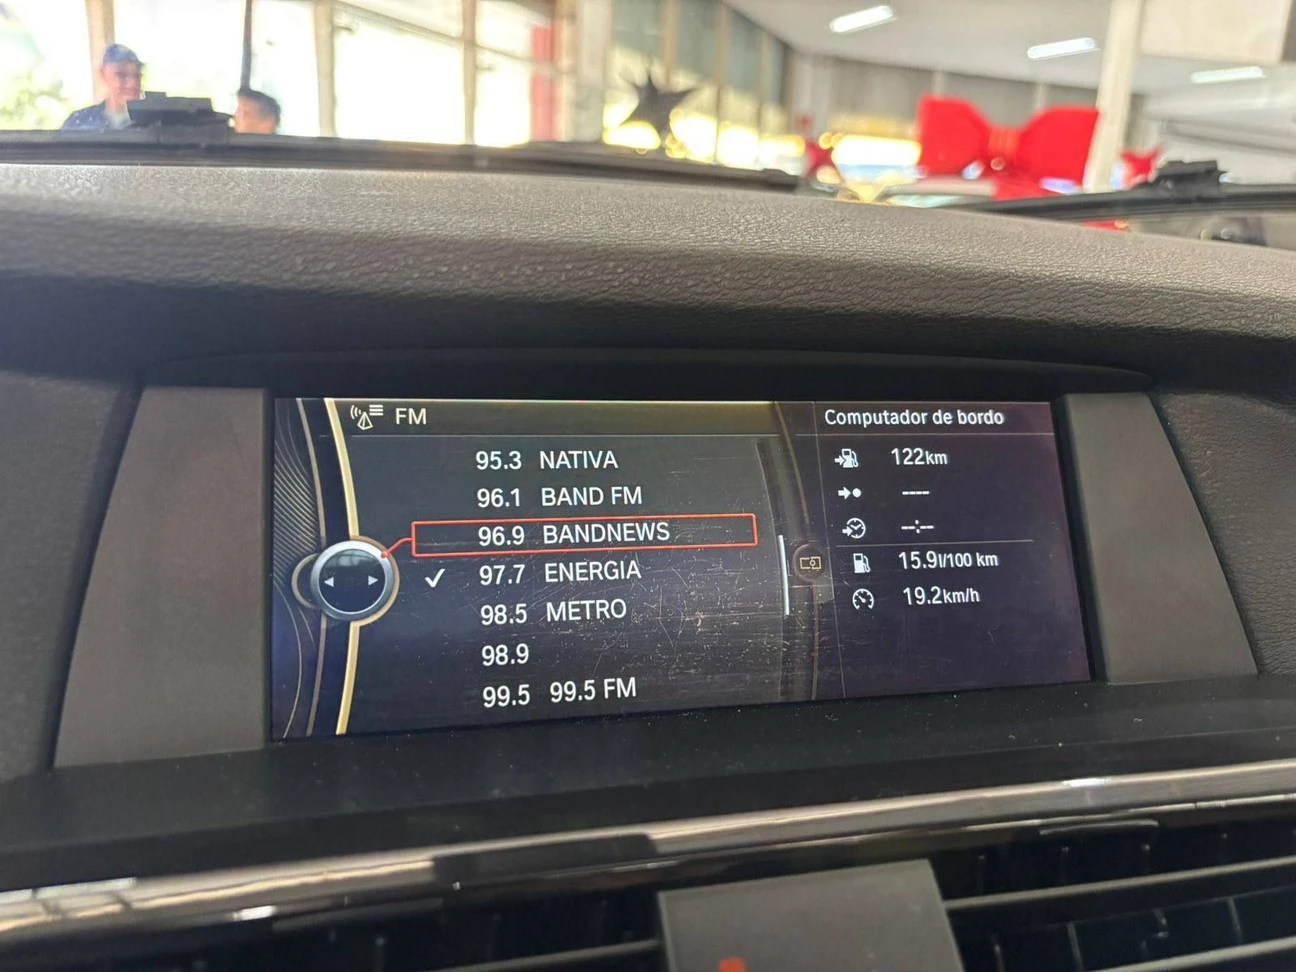 FM
95.3 NATIVA
96.1 BAND FM
96.9 BANDNEWS
97.7 ENERGIA
98.5 METRO
98.9
99.5 99.5 FM
Computador de bordo
122km
----
--:--
15.9l/100 km
19.2km/h